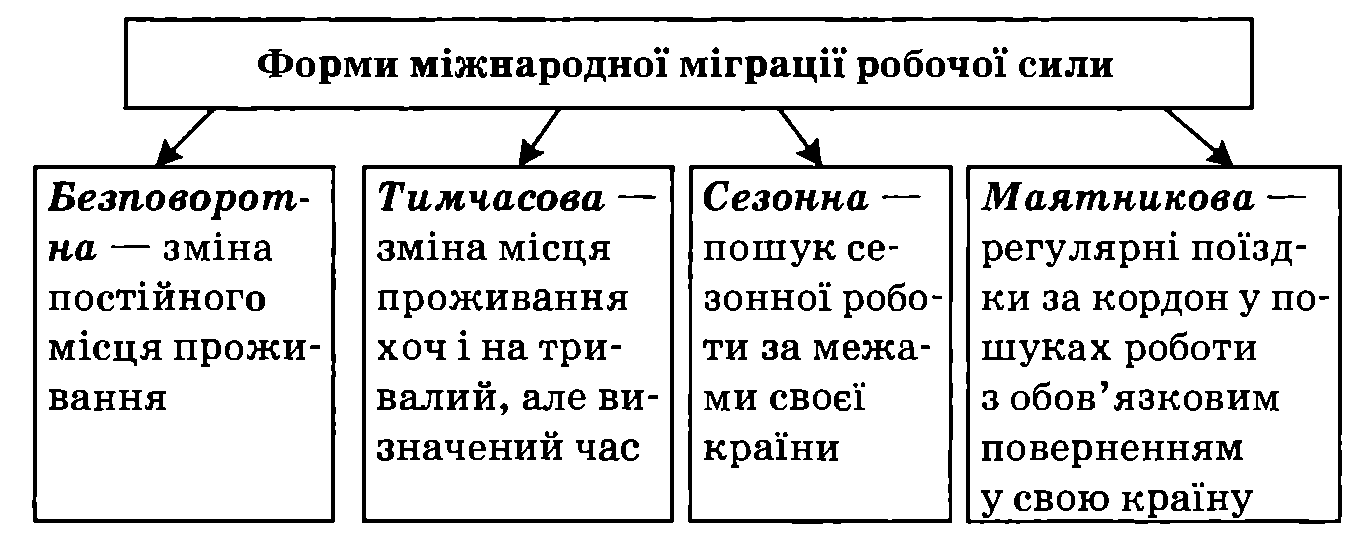 Форми міжнародної міграції робочої сили
Безповорот-
на — зміна
постійного
місця прожи-
вання
Тимчасова —
зміна місця
проживання
хоч і на три-
валий, але ви-
значений час
Сезонна —
пошук се-
зонної робо-
ти за межа-
ми своєї
країни
Маятникова —
регулярні поїзд-
ки за кордон у по-
шуках роботи
з обов’язковим
поверненням
у свою країну